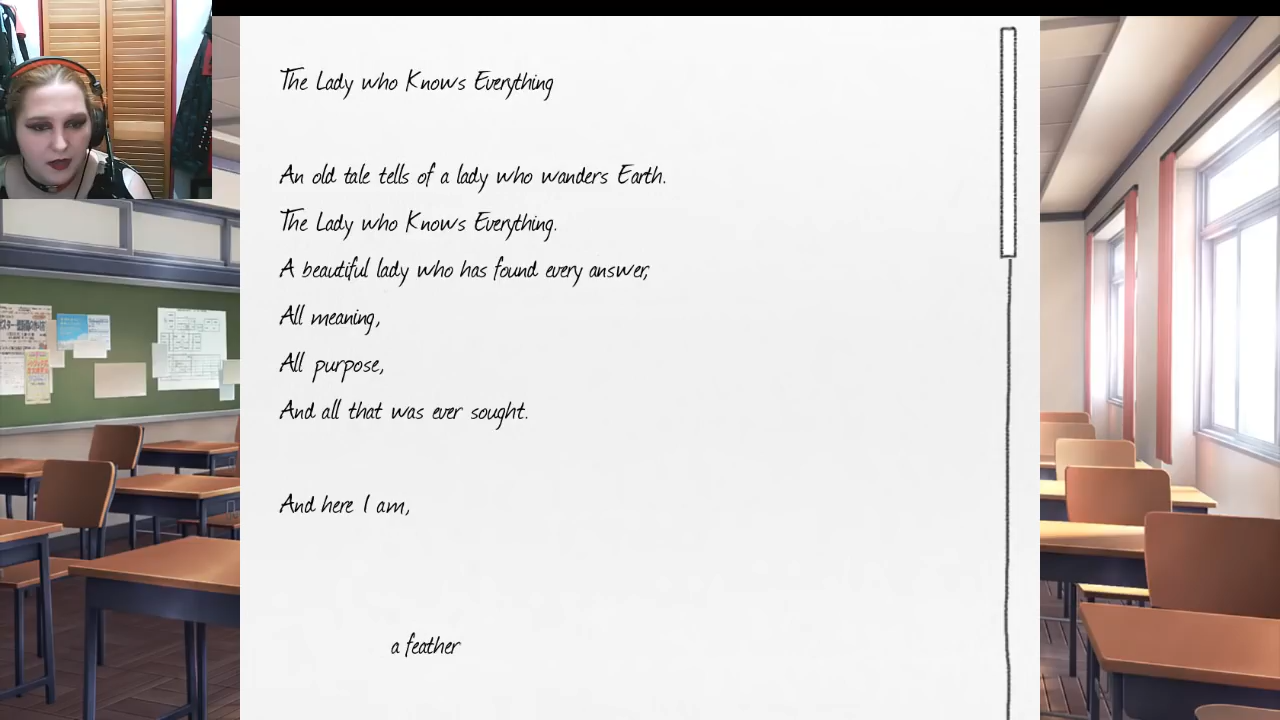 The Lady who Knows Everything
An old tale tells of a lady who wanders Earth.
The Lady who Knows Everything.
A beautiful lady who has found every answer,
All meaning,
All purpose,
And all that was ever sought.
And here I am,
a feather